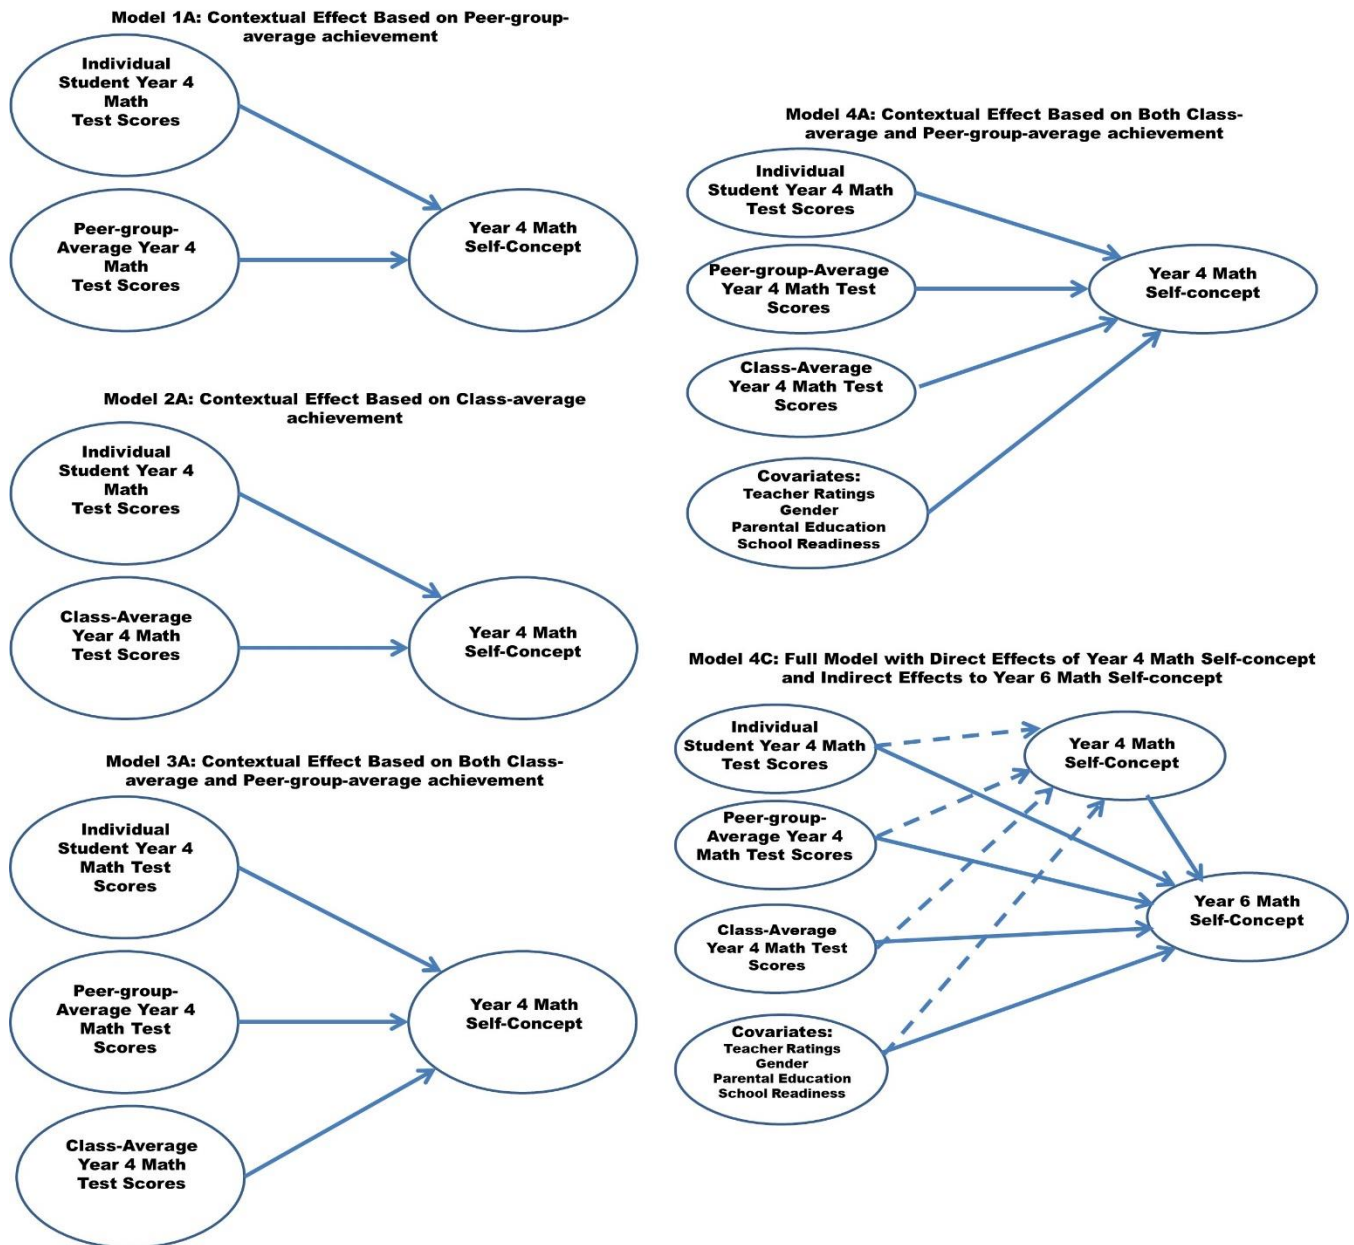 Model 1A: Contextual Effect Based on Peer-group-
average achievement
Individual
Student Year 4
Math
Test Scores
Peer-group-
Average Year 4
Math
Test Scores
Year 4 Math
Self-Concept
Model 2A: Contextual Effect Based on Class-average
achievement
Individual
Student Year 4
Math
Test Scores
Class-Average
Year 4 Math
Test Scores
Year 4 Math
Self-Concept
Model 3A: Contextual Effect Based on Both Class-
average and Peer-group-average achievement
Individual
Student Year 4
Math Test
Scores
Peer-group-
Average Year 4
Math Test
Scores
Class-Average
Year 4 Math
Test Scores
Year 4 Math
Self-Concept
Model 4A: Contextual Effect Based on Both Class-
average and Peer-group-average achievement
Individual
Student Year 4 Math
Test Scores
Peer-group-Average
Year 4 Math Test
Scores
Class-Average
Year 4 Math Test
Scores
Covariates:
Teacher Ratings
Gender
Parental Education
School Readiness
Year 4 Math
Self-concept
Model 4C: Full Model with Direct Effects of Year 4 Math Self-concept
and Indirect Effects to Year 6 Math Self-concept
Individual
Student Year 4 Math
Test Scores
Peer-group-
Average Year 4
Math Test Scores
Class-Average
Year 4 Math Test
Scores
Covariates:
Teacher Ratings
Gender
Parental Education
School Readiness
Year 4 Math
Self-Concept
Year 6 Math
Self-Concept